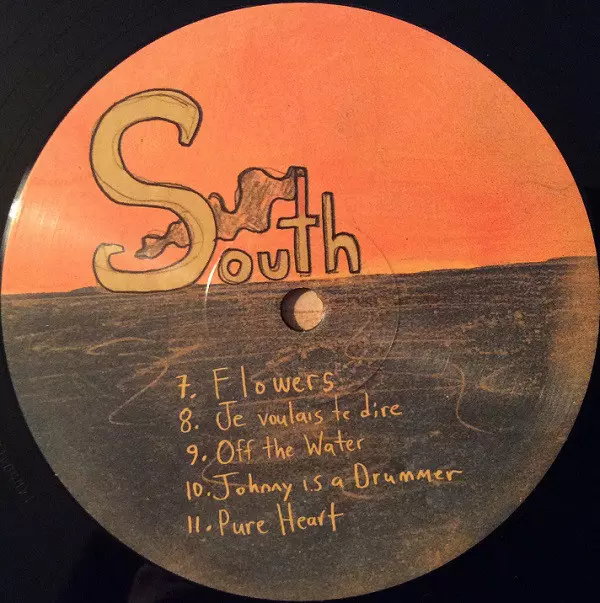 South
7. Flowers
8. Je voulais te dire
9. Off the Water
10. Johnny is a Drummer
11. Pure Heart